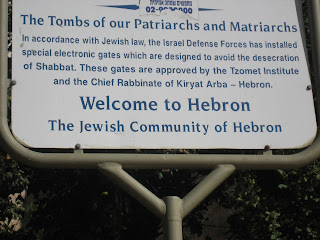 The Tombs of our Patriarchs and Matriarchs
In accordance with Jewish law, the Israel Defense Forces has installed
special electronic gates which are designed to avoid the desecration
of Shabbat. These gates are approved by the Tzomet Institute
and the Chief Rabbinate of Kiryat Arba – Hebron.
Welcome to Hebron
The Jewish Community of Hebron